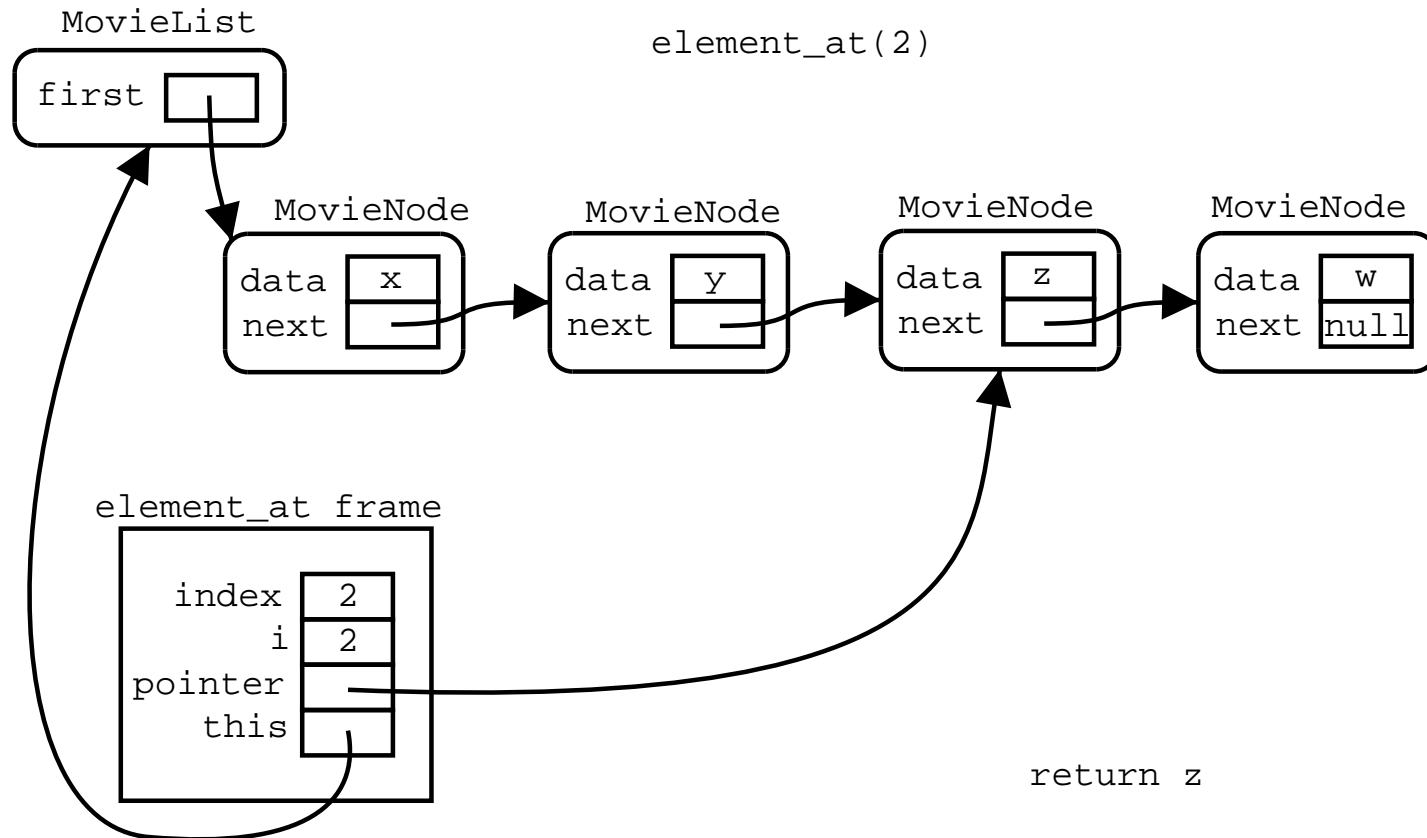 MovieList
element_at(2)
first
MovieNode
MovieNode
MovieNode
MovieNode
data x
next
data y
next
data z
next
data w
next null
element_at frame
index 2
i 2
pointer
this
return z